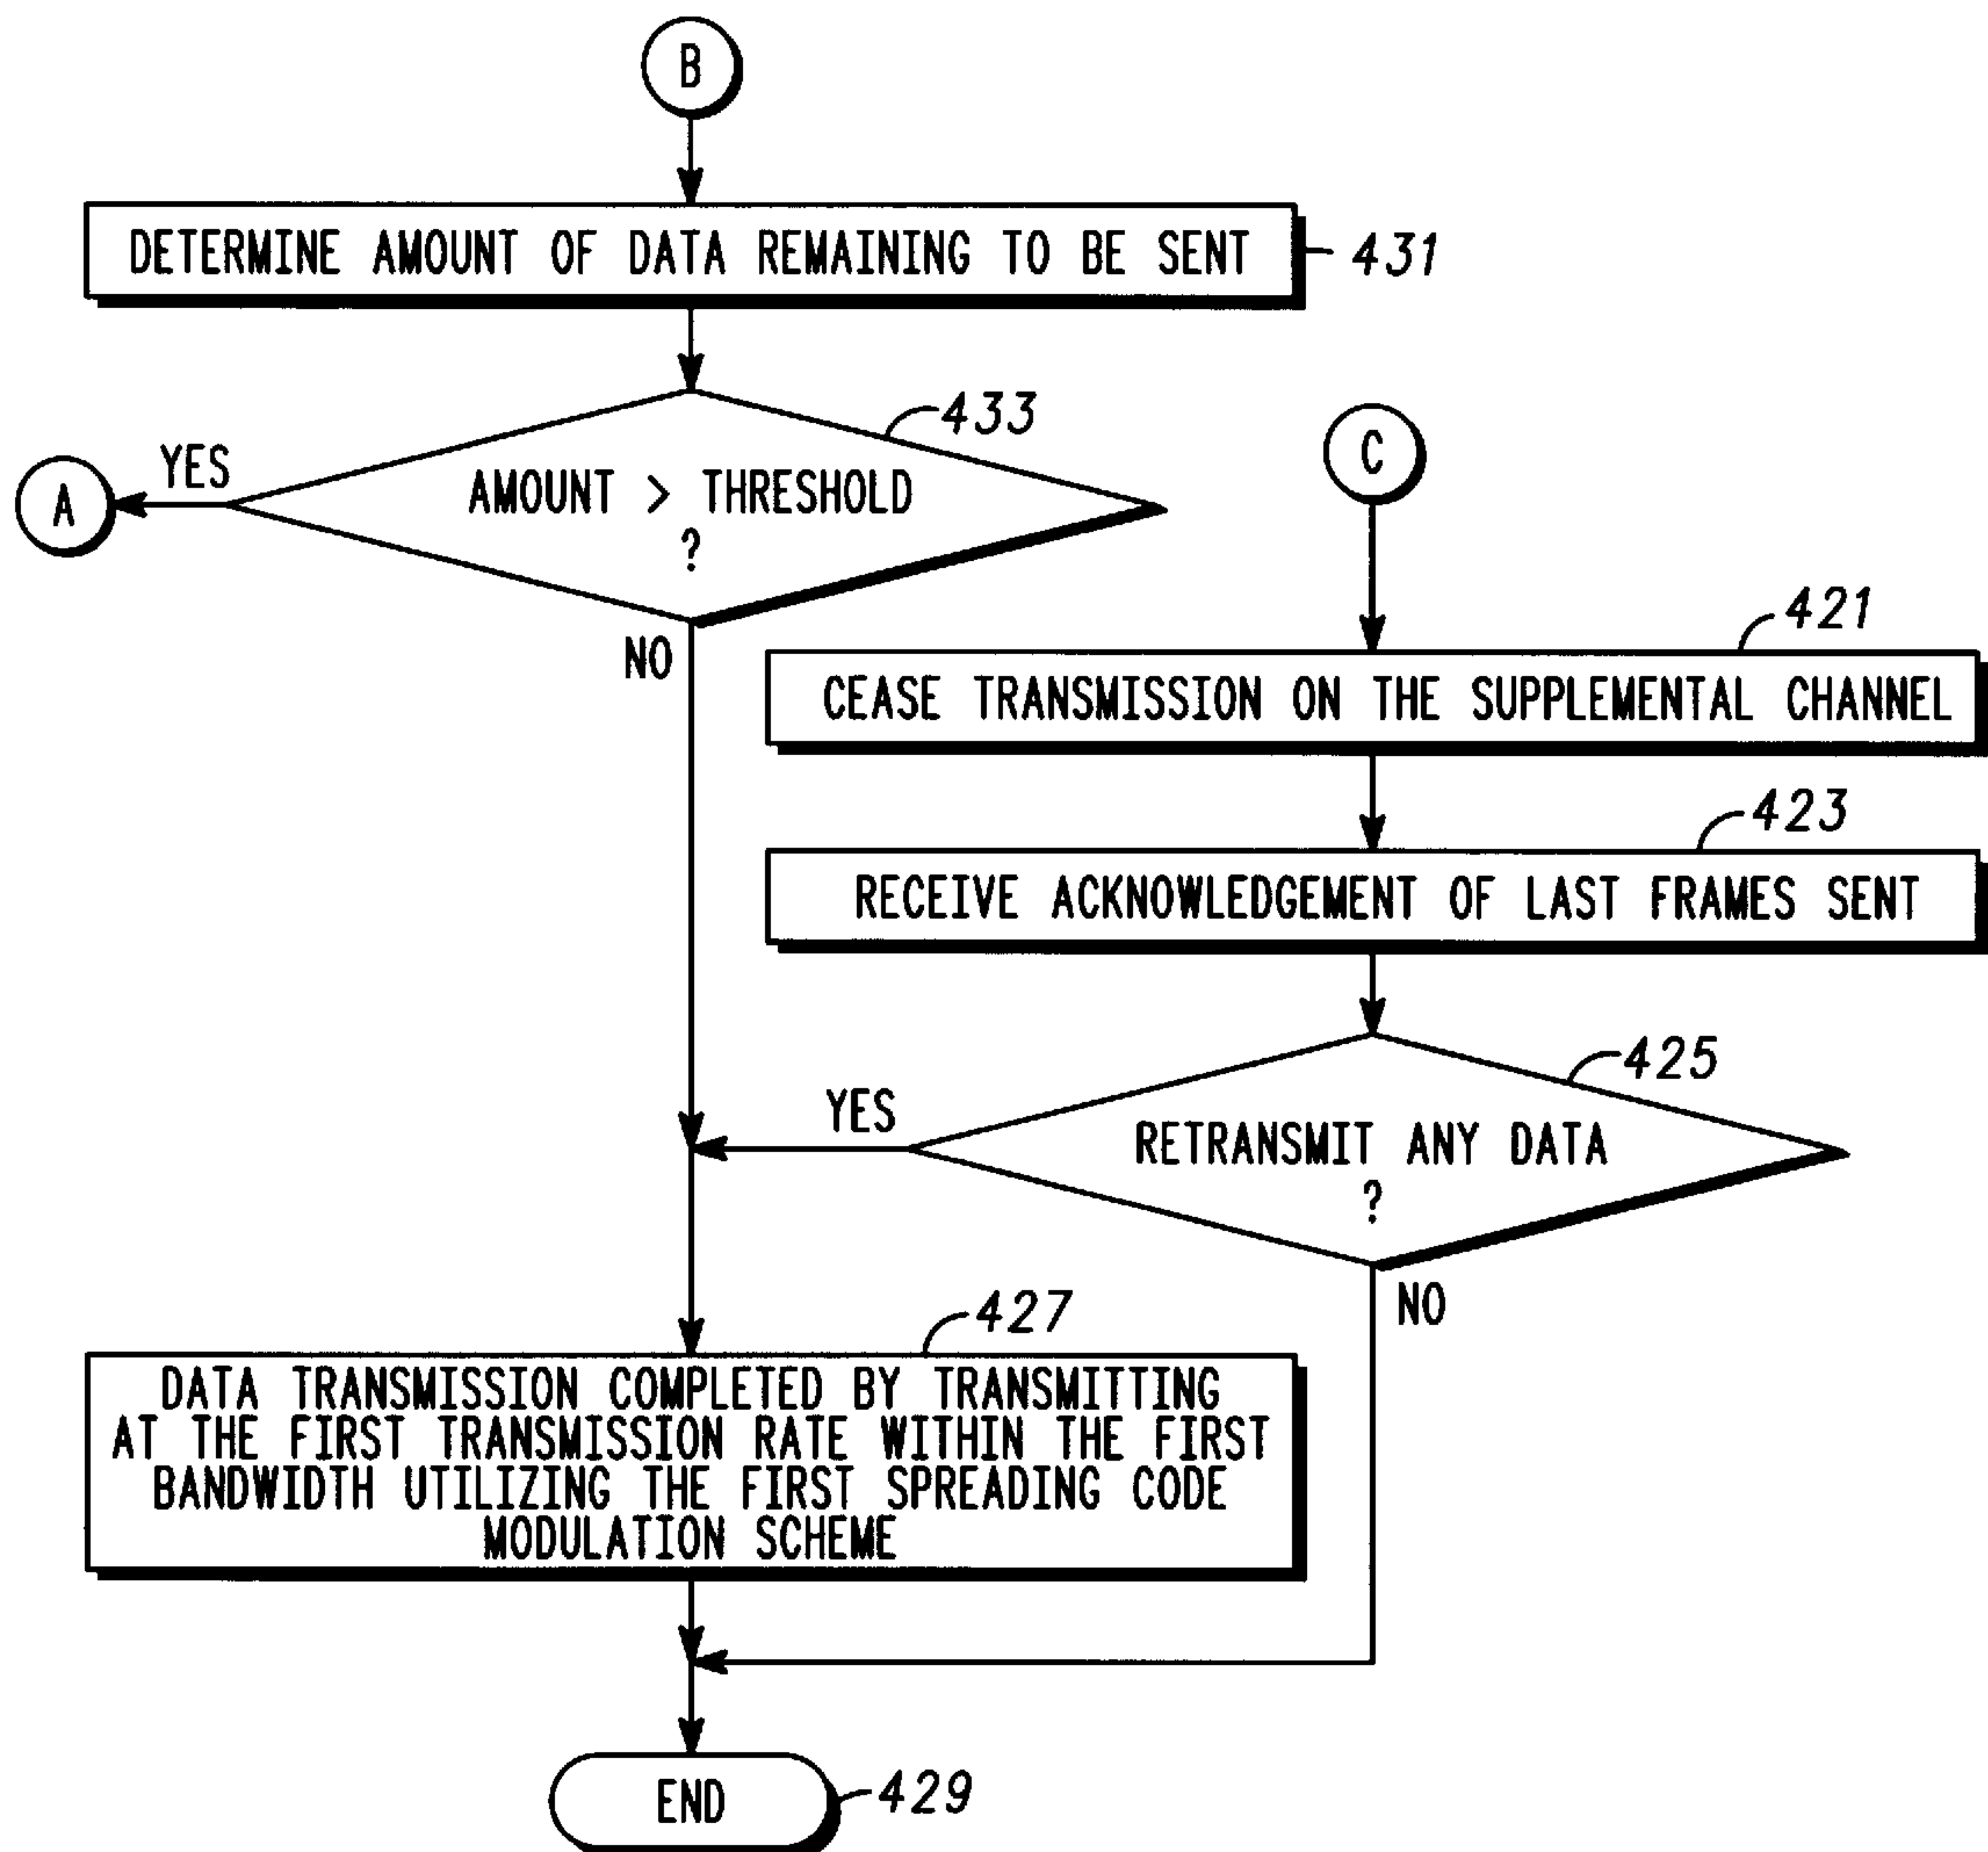 B
DETERMINE AMOUNT OF DATA REMAINING TO BE SENT
431
433
A
YES
AMOUNT > THRESHOLD
?
NO
C
421
CEASE TRANSMISSION ON THE SUPPLEMENTAL CHANNEL
423
RECEIVE ACKNOWLEDGEMENT OF LAST FRAMES SENT
425
YES
RETRANSMIT ANY DATA
?
NO
427
DATA TRANSMISSION COMPLETED BY TRANSMITTING
AT THE FIRST TRANSMISSION RATE WITHIN THE FIRST
BANDWIDTH UTILIZING THE FIRST SPREADING CODE
MODULATION SCHEME
END
429